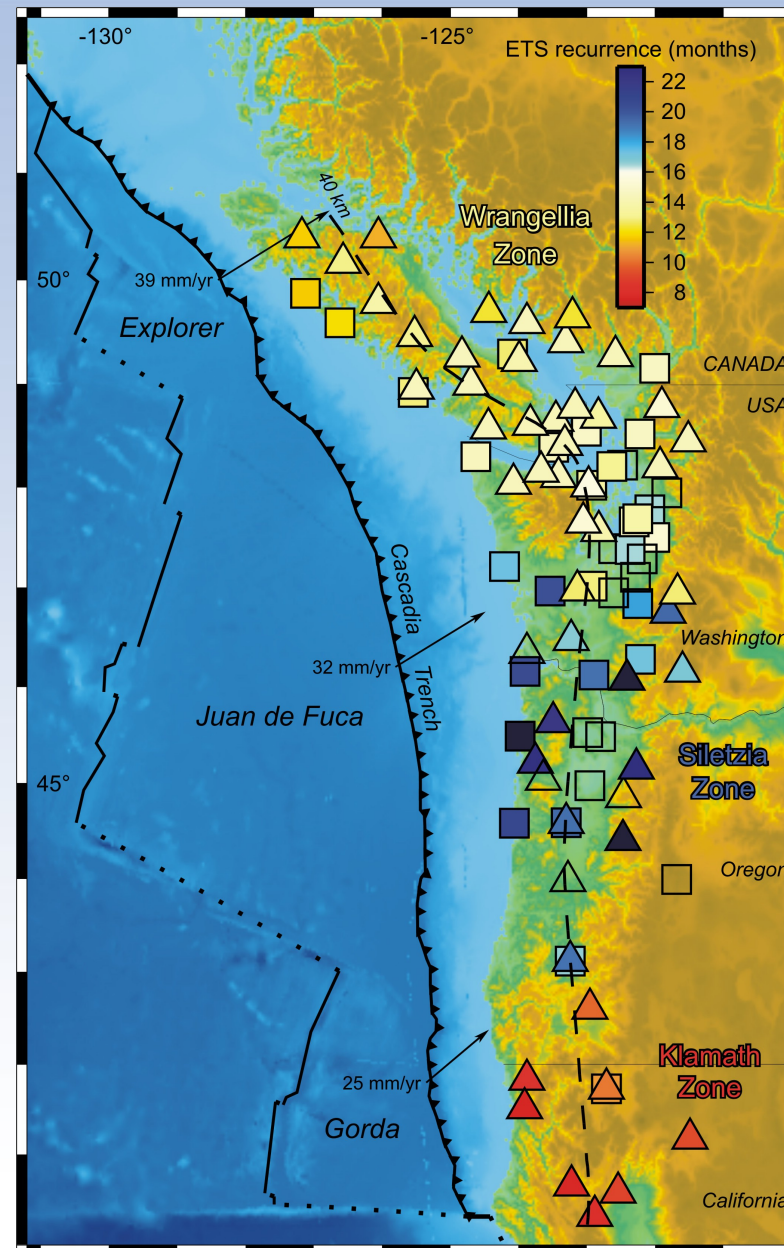 -130°
-125°
ETS recurrence (months)
22
20
18
16
14
12
10
8
40 km
Wrangellia
Zone
50°
39 mm/yr
Explorer
CANADA
USA
Cascadia
Trench
Washington
32 mm/yr
Juan de Fuca
Siletzia
Zone
45°
Oregon
Klamath
Zone
25 mm/yr
Gorda
California